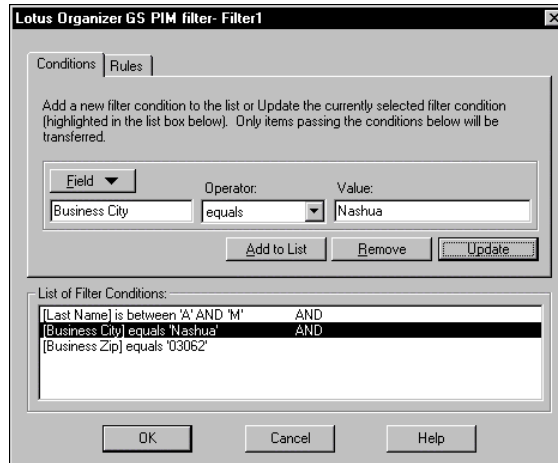 Lotus Organizer GS PIM filter- Filter1
Conditions Rules
Add a new filter condition to the list or Update the currently selected filter condition
(highlighted in the list box below). Only items passing the conditions below will be
transferred.
Field Operator: Value:
Business City equals Nashua
Add to List Remove Update
List of Filter Conditions:
[Last Name] is between 'A' AND 'M' AND
[Business City] equals 'Nashua' AND
[Business Zip] equals '03062'
OK Cancel Help